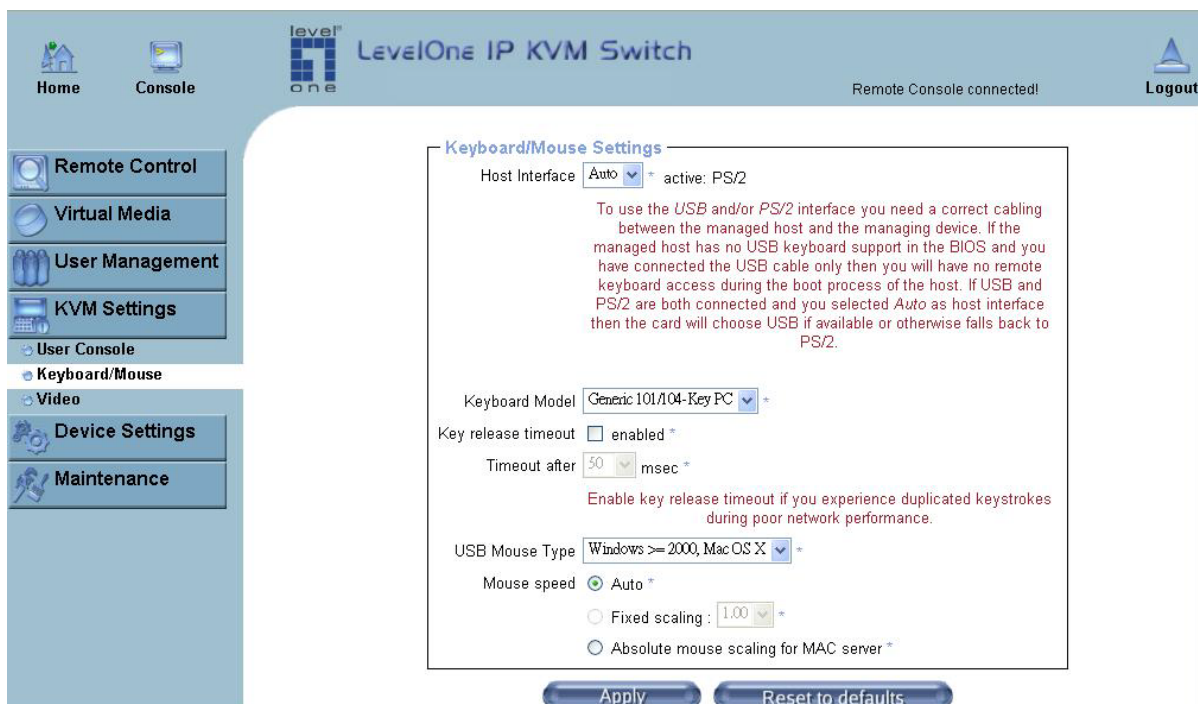 level
one
LevelOne IP KVM Switch
Home
Console
Remote Console connected!
Logout
Remote Control
Virtual Media
User Management
KVM Settings
User Console
Keyboard/Mouse
Video
Device Settings
Maintenance
Keyboard/Mouse Settings
Host Interface Auto * active: PS/2
To use the USB and/or PS/2 interface you need a correct cabling
between the managed host and the managing device. If the
managed host has no USB keyboard support in the BIOS and you
have connected the USB cable only then you will have no remote
keyboard access during the boot process of the host. If USB and
PS/2 are both connected and you selected Auto as host interface
then the card will choose USB if available or otherwise falls back to
PS/2.
Keyboard Model Generic 101/104-Key PC *
Key release timeout enabled *
Timeout after 50 msec *
Enable key release timeout if you experience duplicated keystrokes
during poor network performance.
USB Mouse Type Windows >= 2000, Mac OS X *
Mouse speed Auto *
Fixed scaling : 1.00 *
Absolute mouse scaling for MAC server *
Apply
Reset to defaults